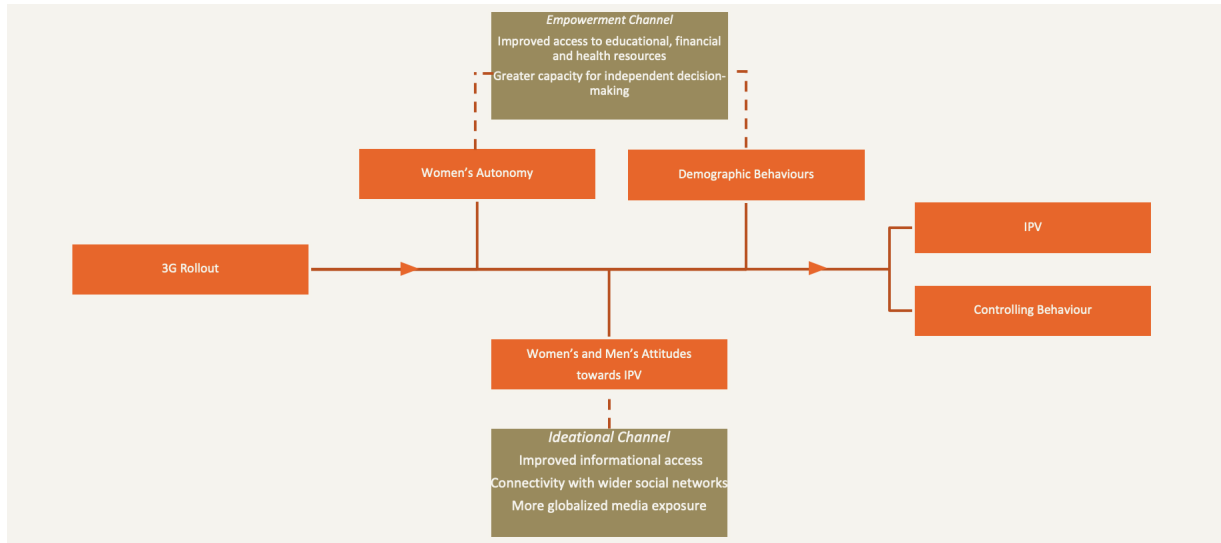 Empowerment Channel
Improved access to educational, financial
and health resources
Greater capacity for independent decision-
making
Women’s Autonomy
Demographic Behaviours
IPV
3G Rollout
Controlling Behaviour
Women’s and Men’s Attitudes
towards IPV
Ideational Channel
Improved informational access
Connectivity with wider social networks
More globalized media exposure